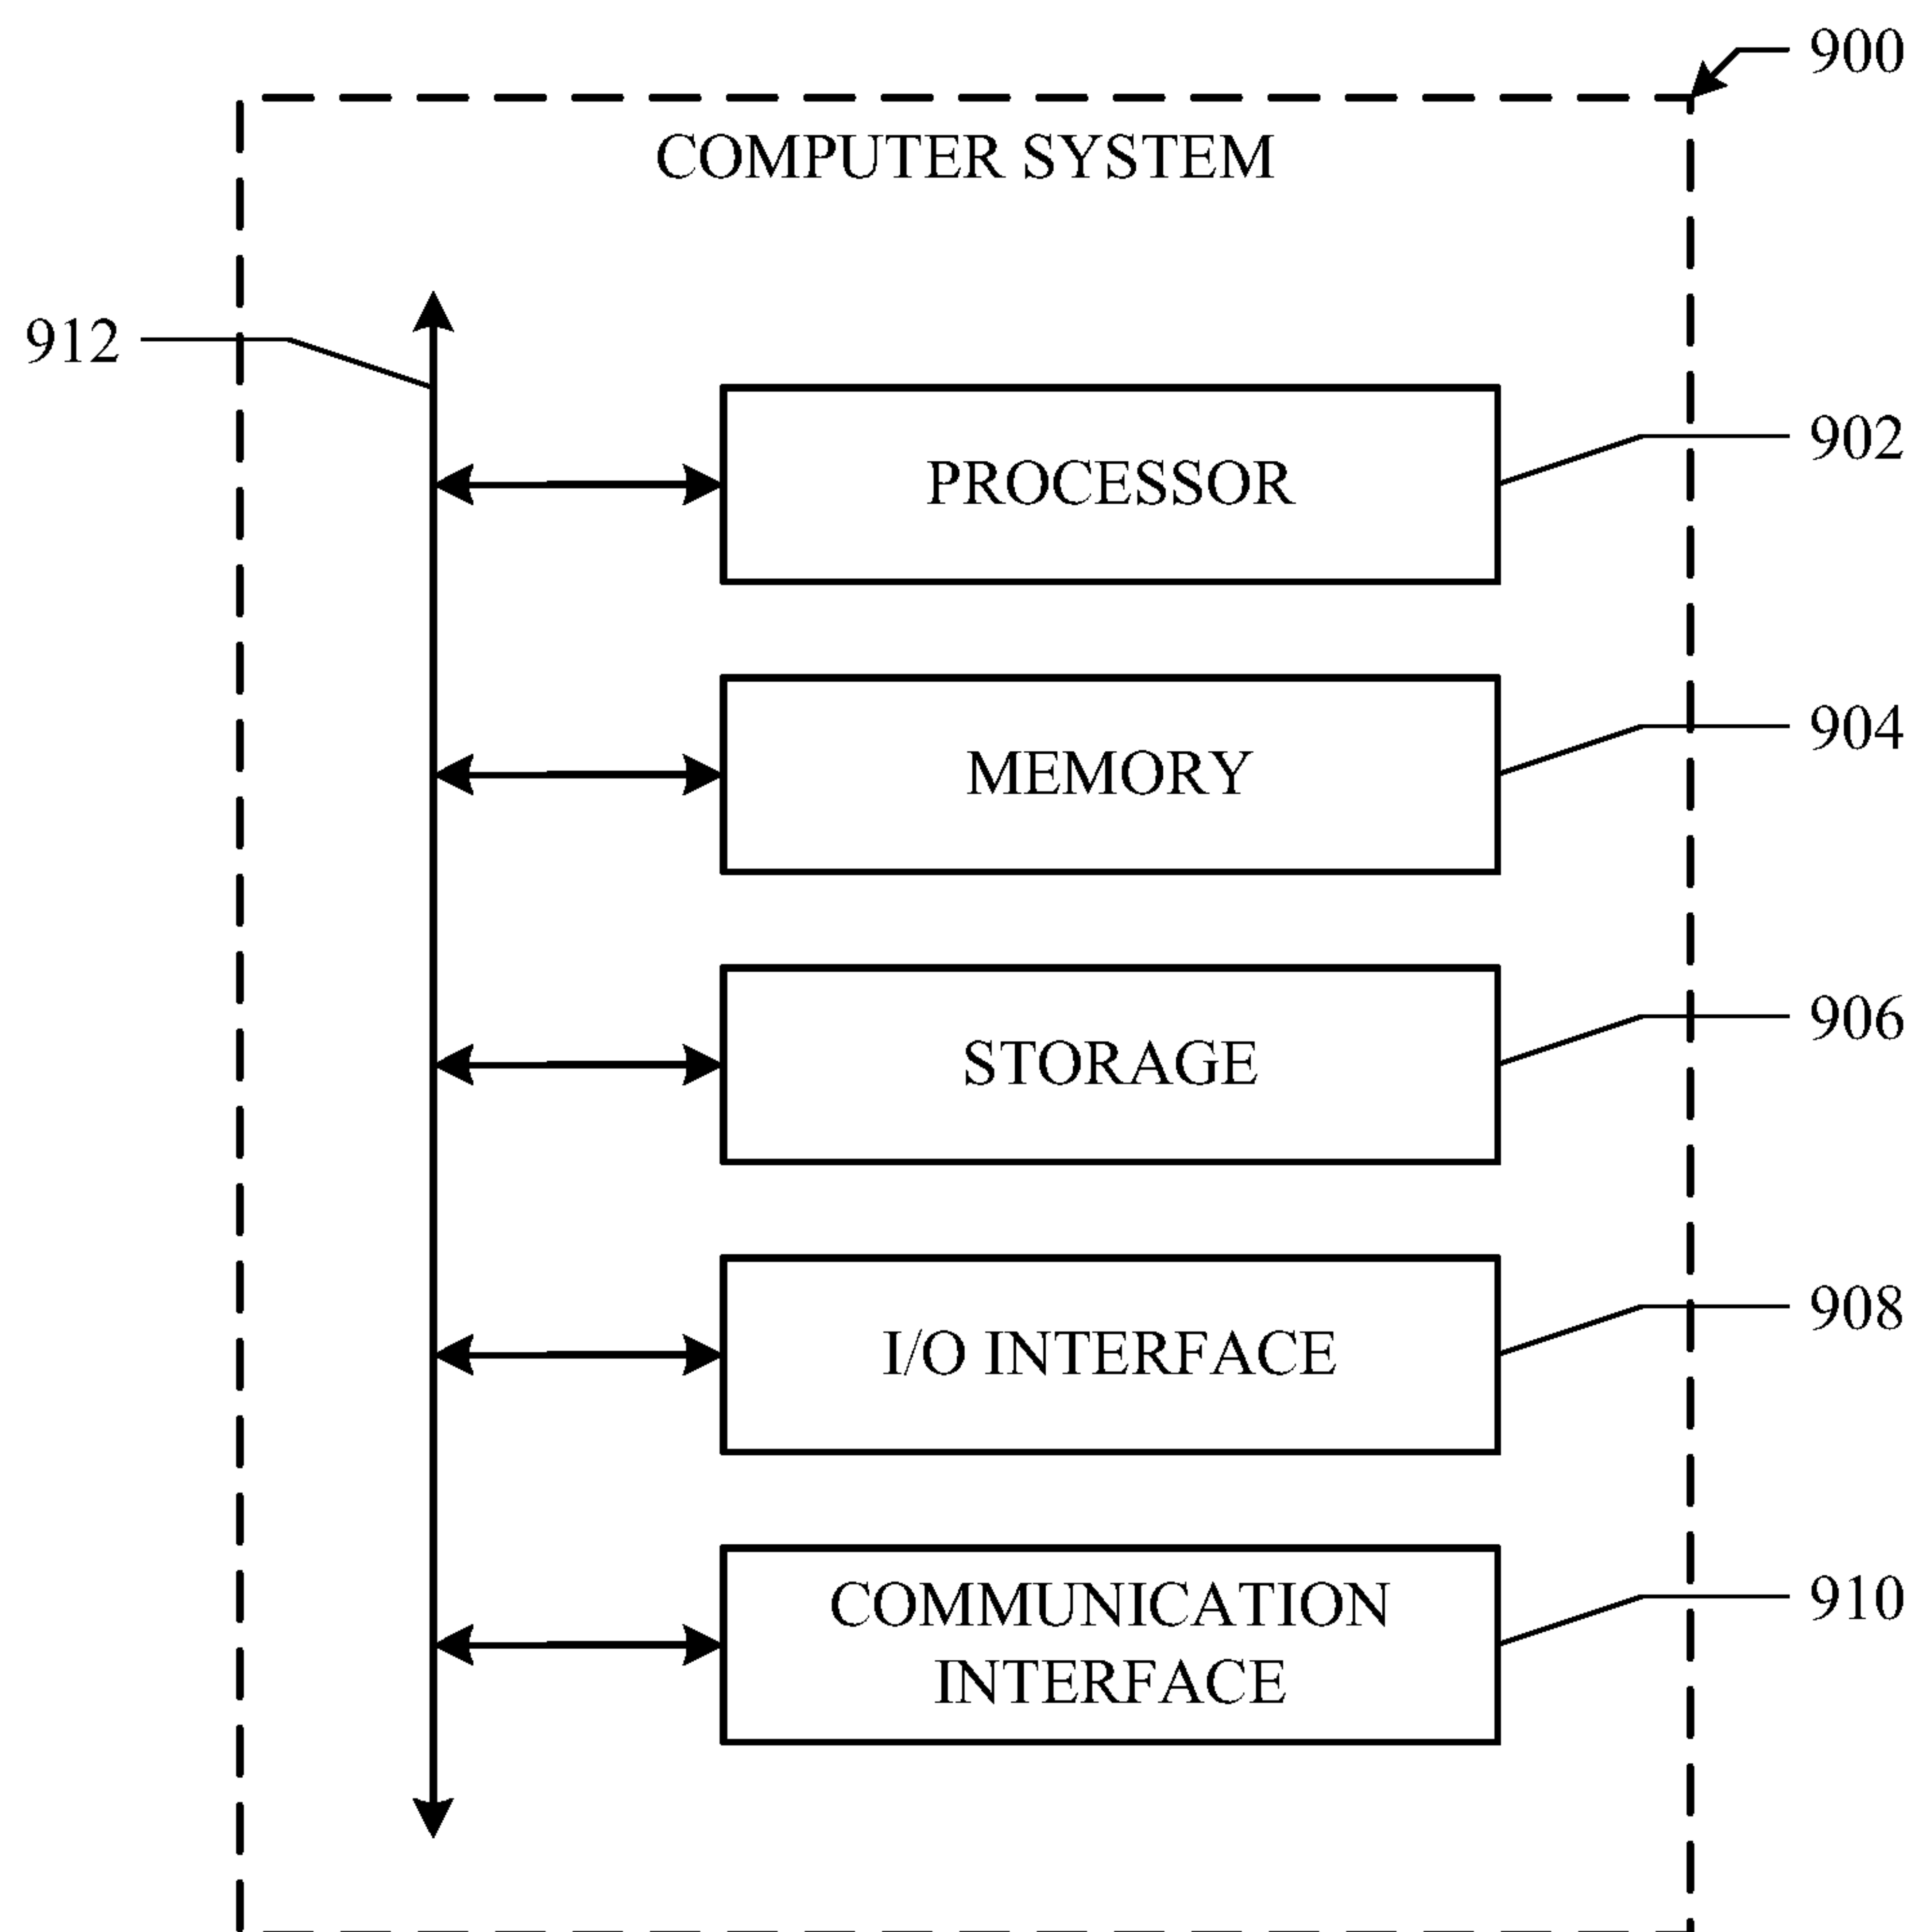 900
COMPUTER SYSTEM
912
902
PROCESSOR
904
MEMORY
906
STORAGE
908
I/O INTERFACE
910
COMMUNICATION
INTERFACE